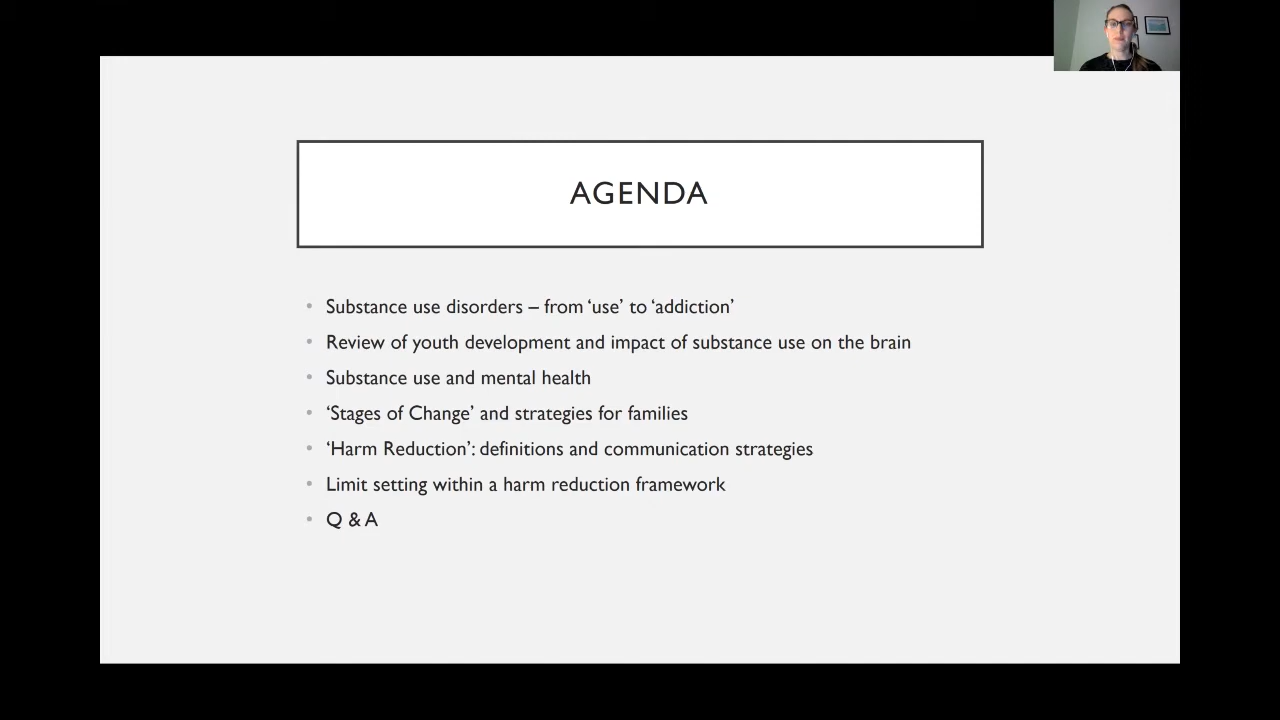 AGENDA
• Substance use disorders – from ‘use’ to ‘addiction’
• Review of youth development and impact of substance use on the brain
• Substance use and mental health
• ‘Stages of Change’ and strategies for families
• ‘Harm Reduction’: definitions and communication strategies
• Limit setting within a harm reduction framework
• Q & A